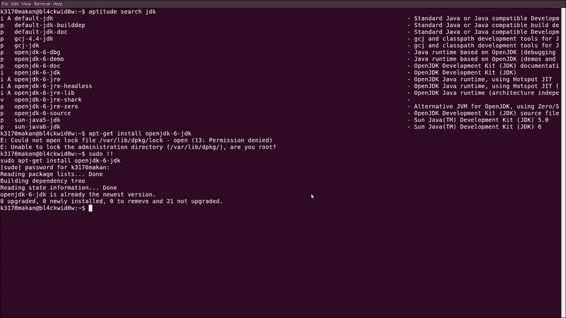 File Edit View Terminal Help
k3170makan@bl4ckwid0w:~$ aptitude search jdk
i A default-jdk - Standard Java or Java compatible Developm
p default-jdk-builddep - Standard Java or Java compatible build de
p default-jdk-doc - Standard Java or Java compatible Developm
p gcj-4.4-jdk - gcj and classpath development tools for J
p gcj-jdk - gcj and classpath development tools for J
p openjdk-6-dbg - Java runtime based on OpenJDK (debugging
p openjdk-6-demo - Java runtime based on OpenJDK (demos and
p openjdk-6-doc - OpenJDK Development Kit (JDK) documentati
i openjdk-6-jdk - OpenJDK Development Kit (JDK)
i A openjdk-6-jre - OpenJDK Java runtime, using Hotspot JIT
i A openjdk-6-jre-headless - OpenJDK Java runtime, using Hotspot JIT (
i A openjdk-6-jre-lib - OpenJDK Java runtime (architecture indepe
v openjdk-6-jre-shark -
p openjdk-6-jre-zero - Alternative JVM for OpenJDK, using Zero/S
p openjdk-6-source - OpenJDK Development Kit (JDK) source file
p sun-java5-jdk - Sun Java(TM) Development Kit (JDK) 5.0
p sun-java6-jdk - Sun Java(TM) Development Kit (JDK) 6
k3170makan@bl4ckwid0w:~$ apt-get install openjdk-6-jdk
E: Could not open lock file /var/lib/dpkg/lock - open (13: Permission denied)
E: Unable to lock the administration directory (/var/lib/dpkg/), are you root?
k3170makan@bl4ckwid0w:~$ sudo !!
sudo apt-get install openjdk-6-jdk
[sudo] password for k3170makan:
Reading package lists... Done
Building dependency tree
Reading state information... Done
openjdk-6-jdk is already the newest version.
0 upgraded, 0 newly installed, 0 to remove and 21 not upgraded.
k3170makan@bl4ckwid0w:~$